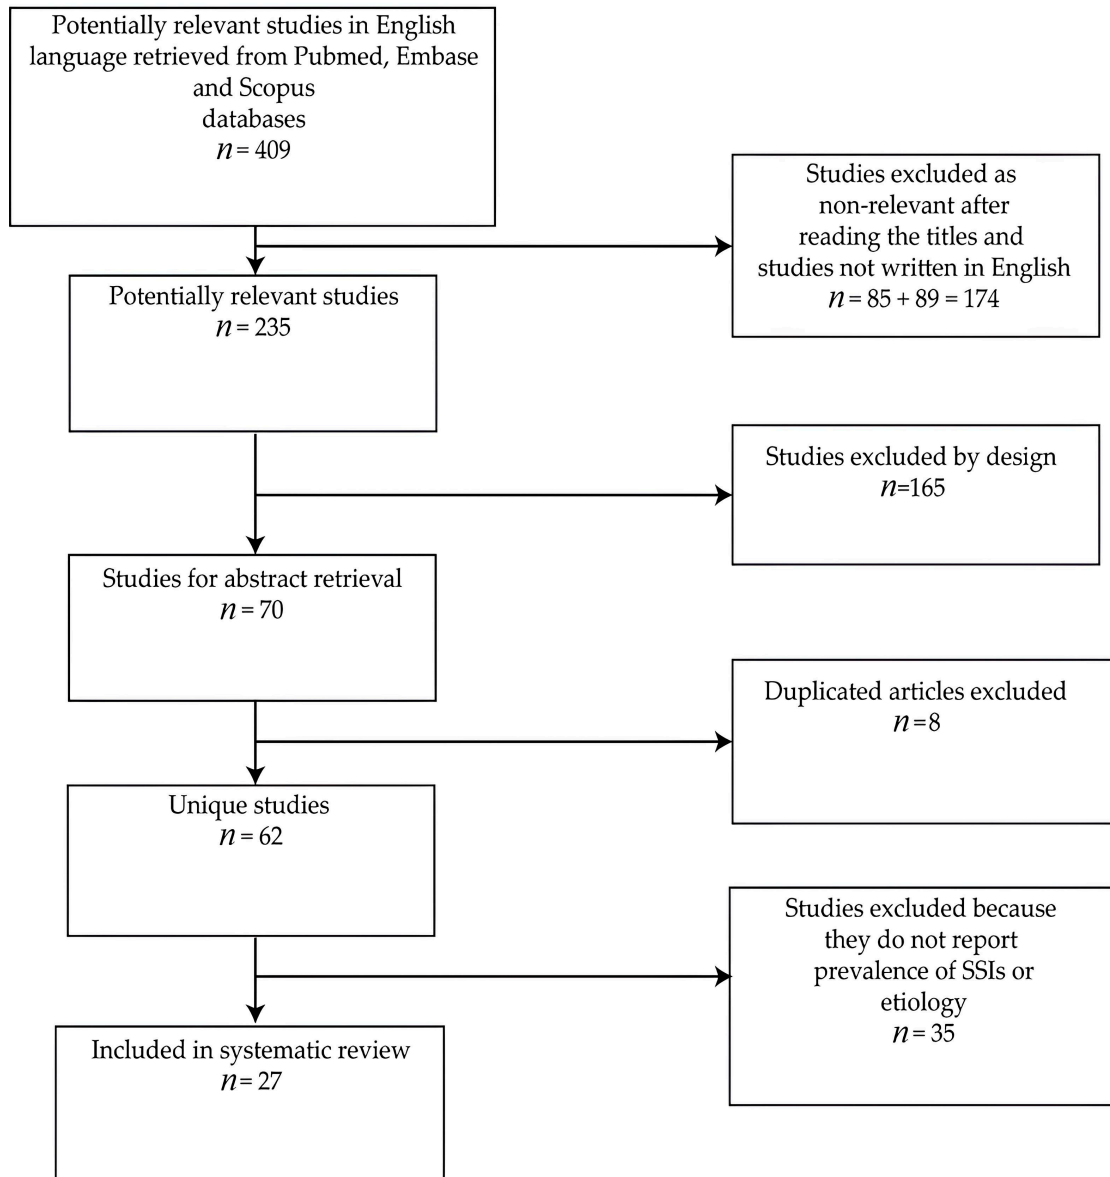 Potentially relevant studies in English
language retrieved from Pubmed, Embase
and Scopus
databases
n = 409
Studies excluded as
non-relevant after
reading the titles and
studies not written in English
n = 85 + 89 = 174
Potentially relevant studies
n = 235
Studies excluded by design
n=165
Studies for abstract retrieval
n = 70
Duplicated articles excluded
n=8
Unique studies
n = 62
Studies excluded because
they do not report
prevalence of SSIs or
etiology
n = 35
Included in systematic review
n = 27